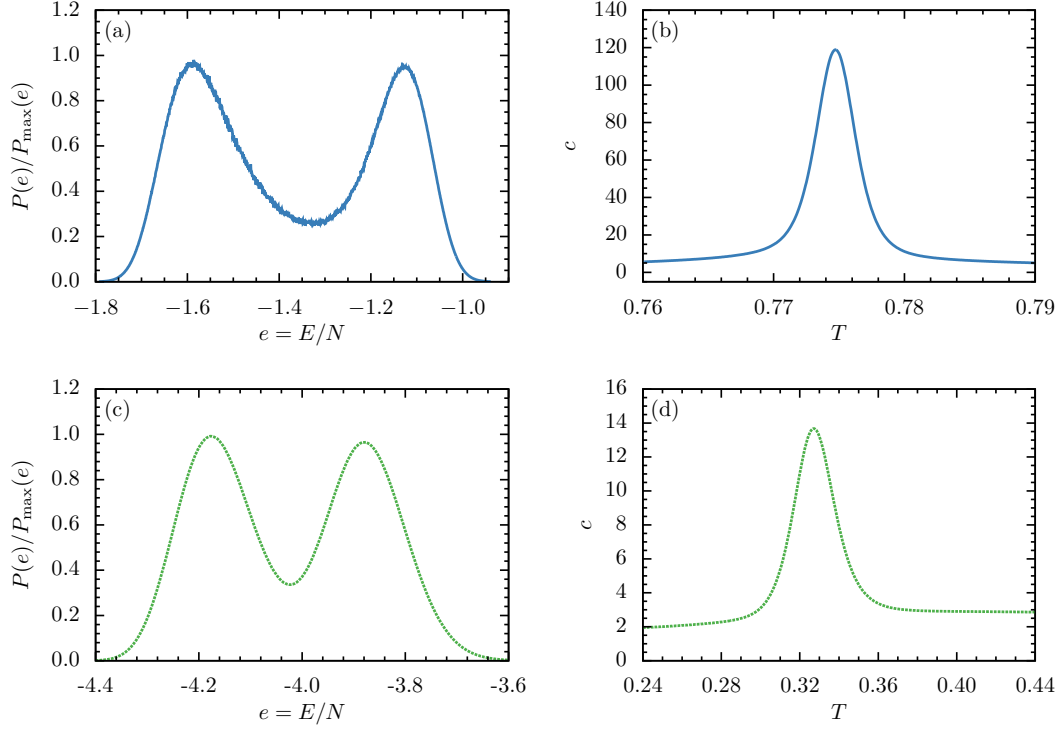 (a)
1.2
1.0
0.8
0.6
0.4
0.2
0.0
P(e)/P_max(e)
−1.8 −1.6 −1.4 −1.2 −1.0
e = E/N
(b)
140
120
100
80
60
40
20
0
c
0.76 0.77 0.78 0.79
T
(c)
1.2
1.0
0.8
0.6
0.4
0.2
0.0
P(e)/P_max(e)
-4.4 -4.2 -4.0 -3.8 -3.6
e = E/N
(d)
16
14
12
10
8
6
4
2
0
c
0.24 0.28 0.32 0.36 0.40 0.44
T